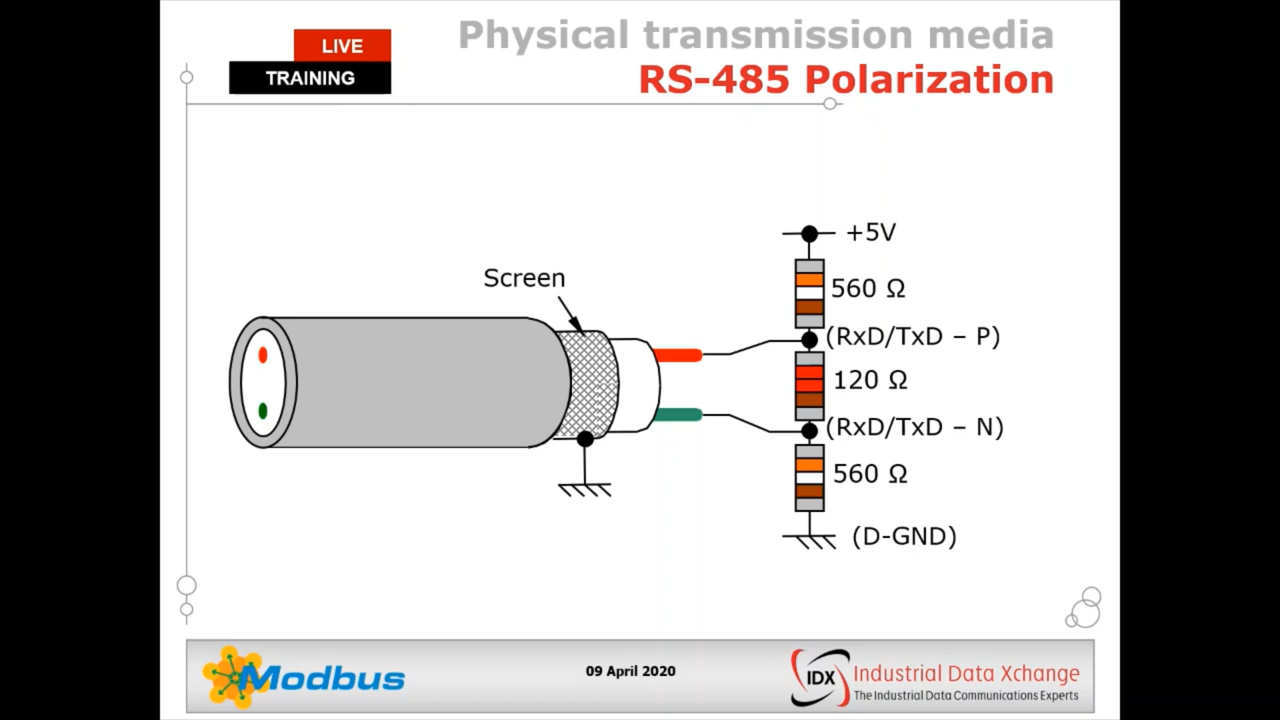 LIVE
TRAINING
Physical transmission media
RS-485 Polarization
Screen
+5V
560 Ω
(RxD/TxD – P)
120 Ω
(RxD/TxD – N)
560 Ω
(D-GND)
Modbus
09 April 2020
IDX
Industrial Data Xchange
The Industrial Data Communications Experts